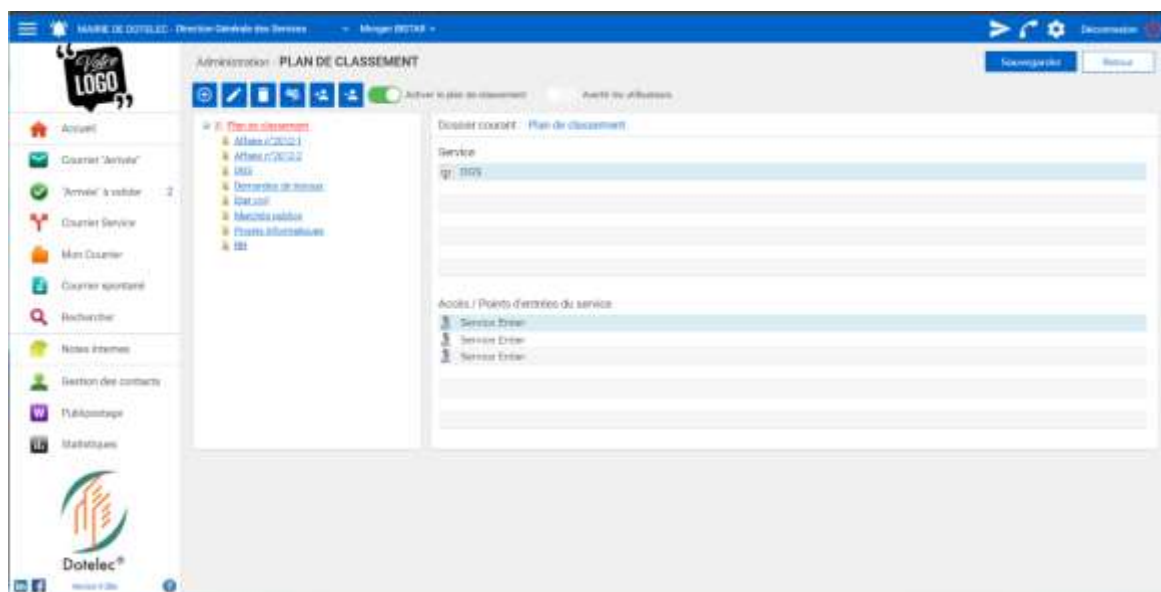 MAIRIE DE DOTELEC - Direction Générale des Services
Déconnexion
Votre
LOGO
Administration PLAN DE CLASSEMENT
Sauvegarder
Retour
Activer le plan de classement
Avertir les utilisateurs
Accueil
Courrier "Arrivée"
"Arrivée" à valider 2
Courrier Service
Mon Courrier
Courrier spontané
Rechercher
Notes internes
Gestion des contacts
Publipostage
Statistiques
Dotelec®
Plan de classement
Affaire n°2012-1
Affaire n°2012-2
DGS
Demandes de travaux
Etat civil
Marchés publics
Projets informatiques
RH
Dossier courant : Plan de classement
Service
DGS
Accès / Points d'entrées du service
Service Entier
Service Entier
Service Entier